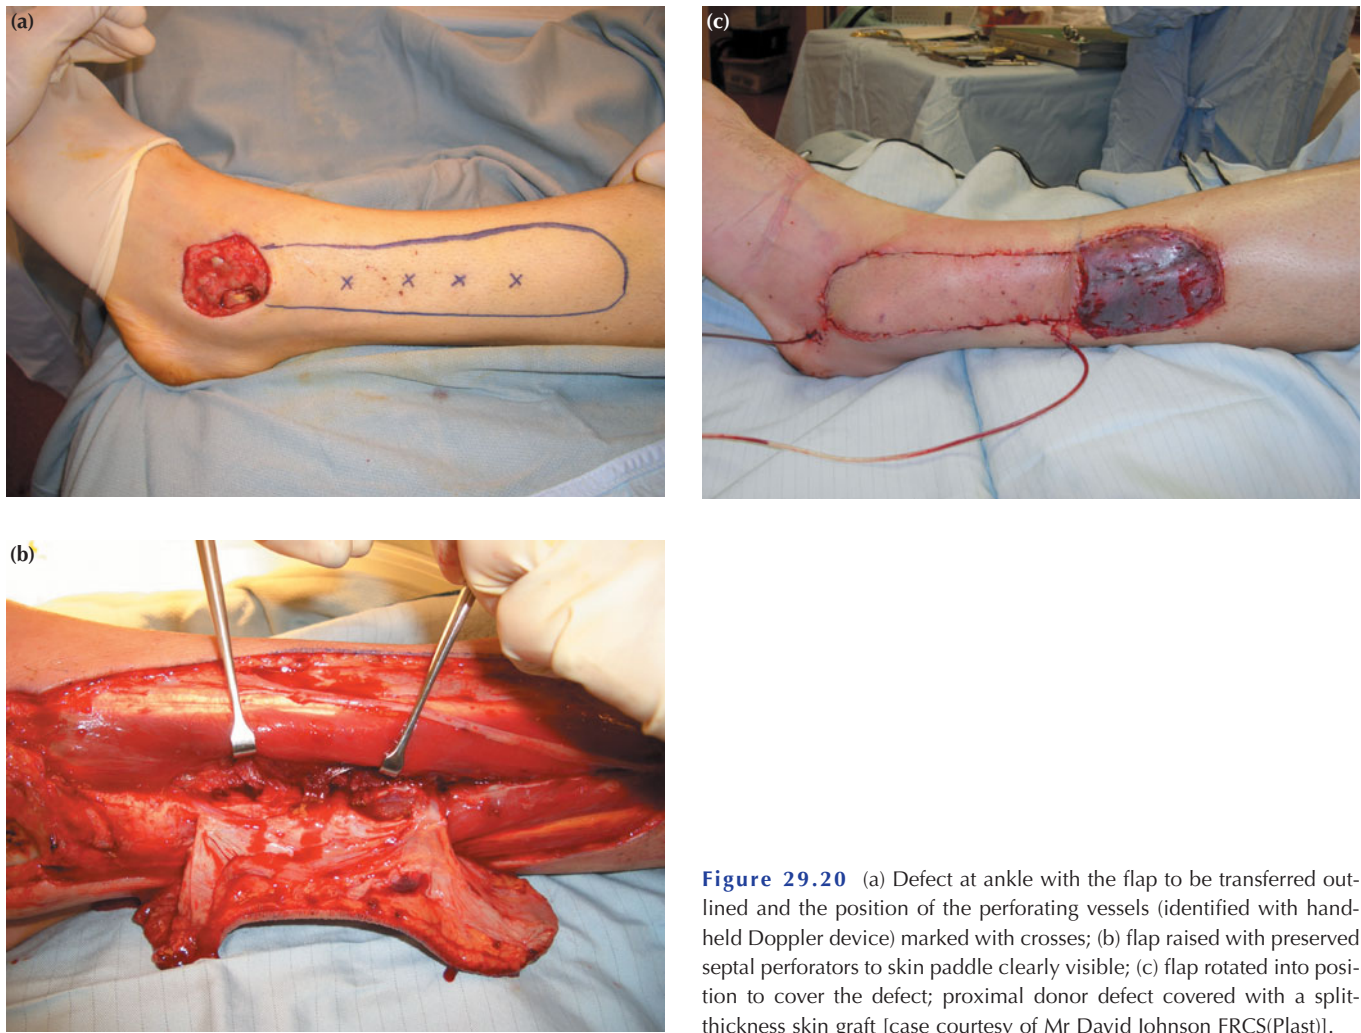 (a)
(c)
(b)
Figure 29.20 (a) Defect at ankle with the flap to be transferred out-
lined and the position of the perforating vessels (identified with hand-
held Doppler device) marked with crosses; (b) flap raised with preserved
septal perforators to skin paddle clearly visible; (c) flap rotated into posi-
tion to cover the defect; proximal donor defect covered with a split-
thickness skin graft [case courtesy of Mr David Johnson FRCS(Plast)].